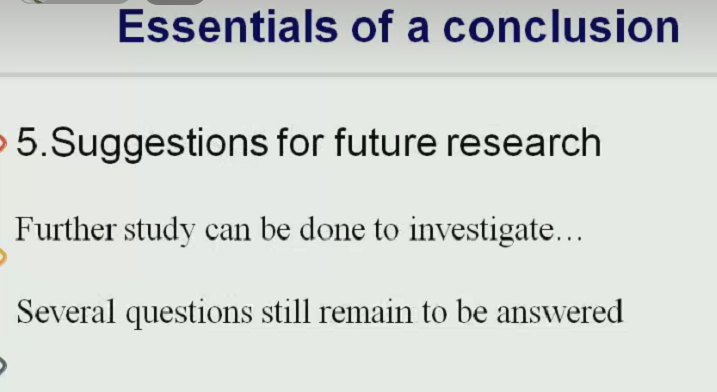 Essentials of a conclusion
5.Suggestions for future research
Further study can be done to investigate…
Several questions still remain to be answered